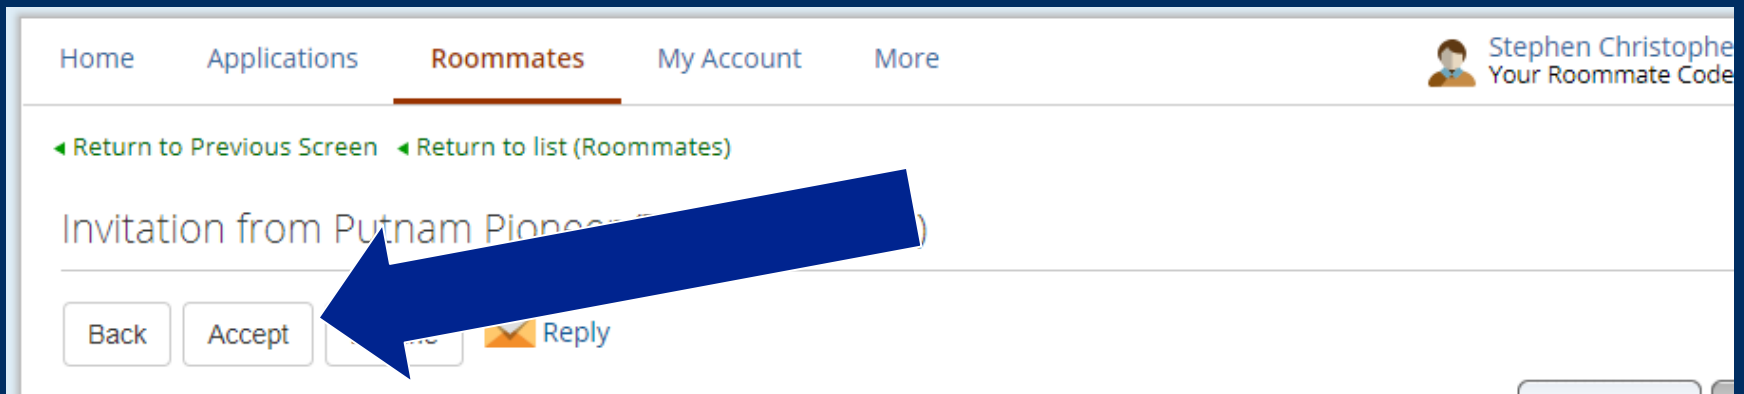 Home Applications Roommates My Account More
Stephen Christophe
Your Roommate Code
Return to Previous Screen Return to list (Roommates)
Invitation from Putnam Pioneer
Back Accept Reply